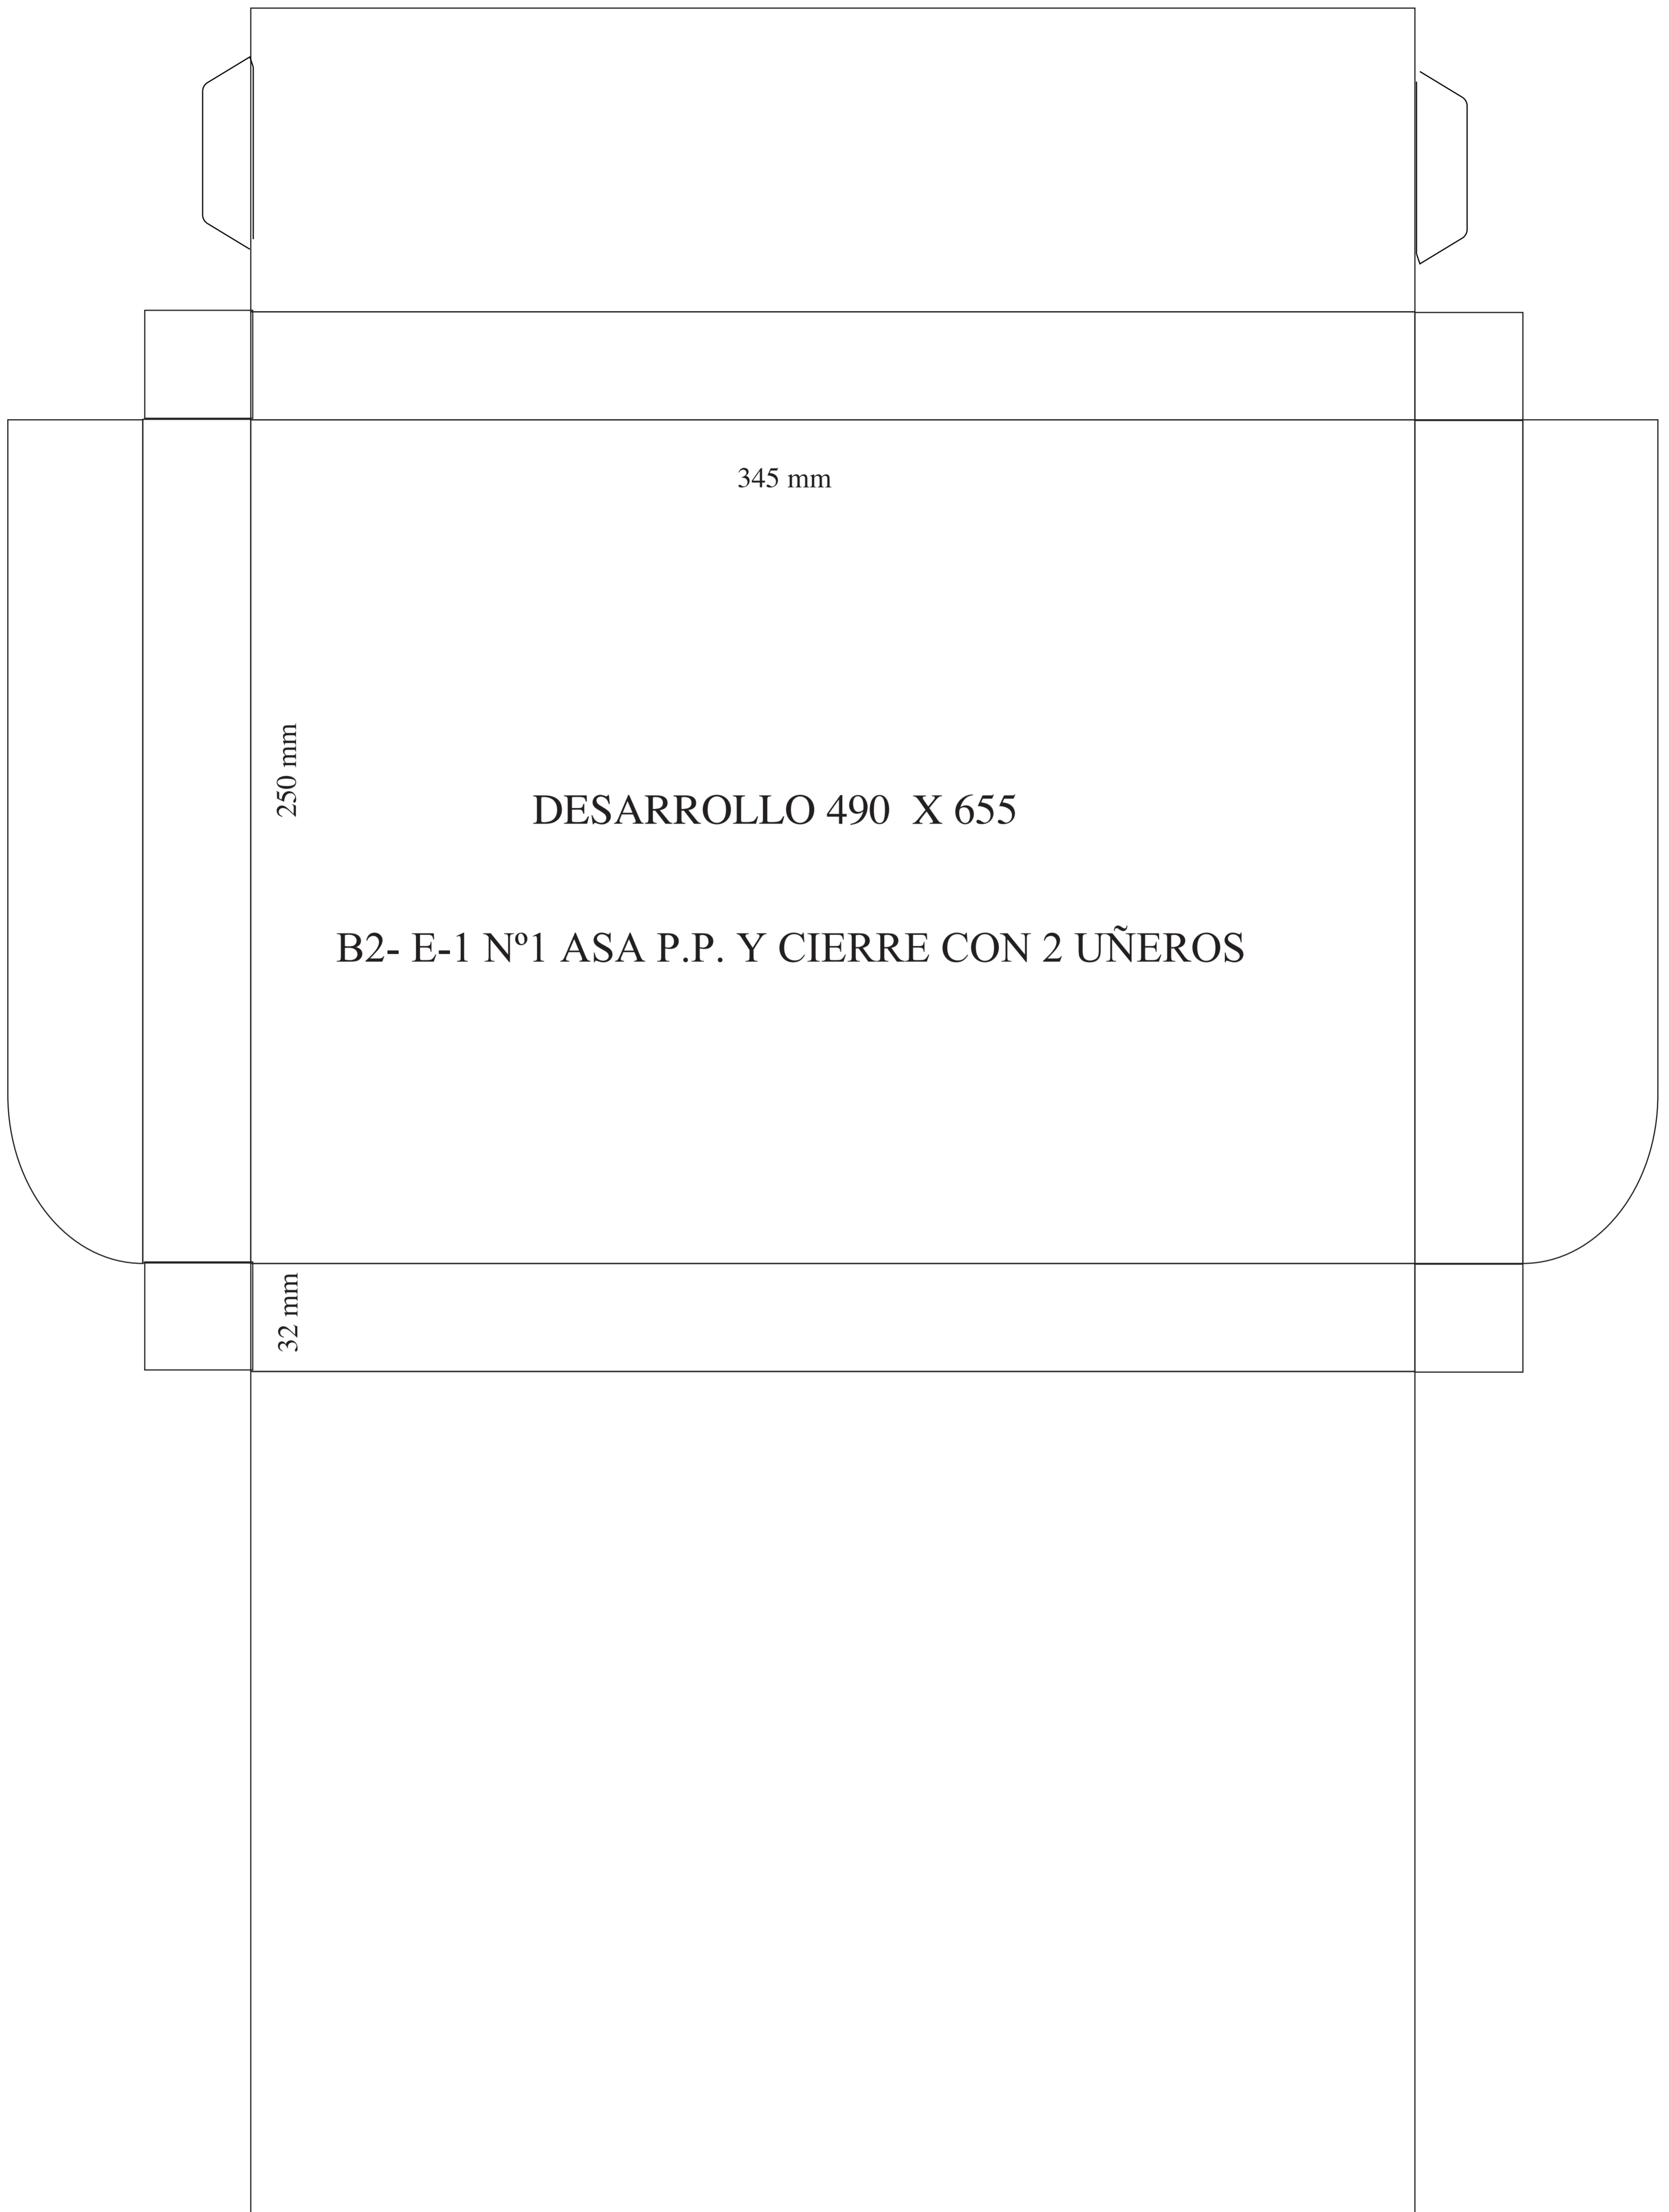 345 mm
250 mm
DESARROLLO 490 X 655
B2- E-1 Nº1 ASA P.P. Y CIERRE CON 2 UÑEROS
32 mm